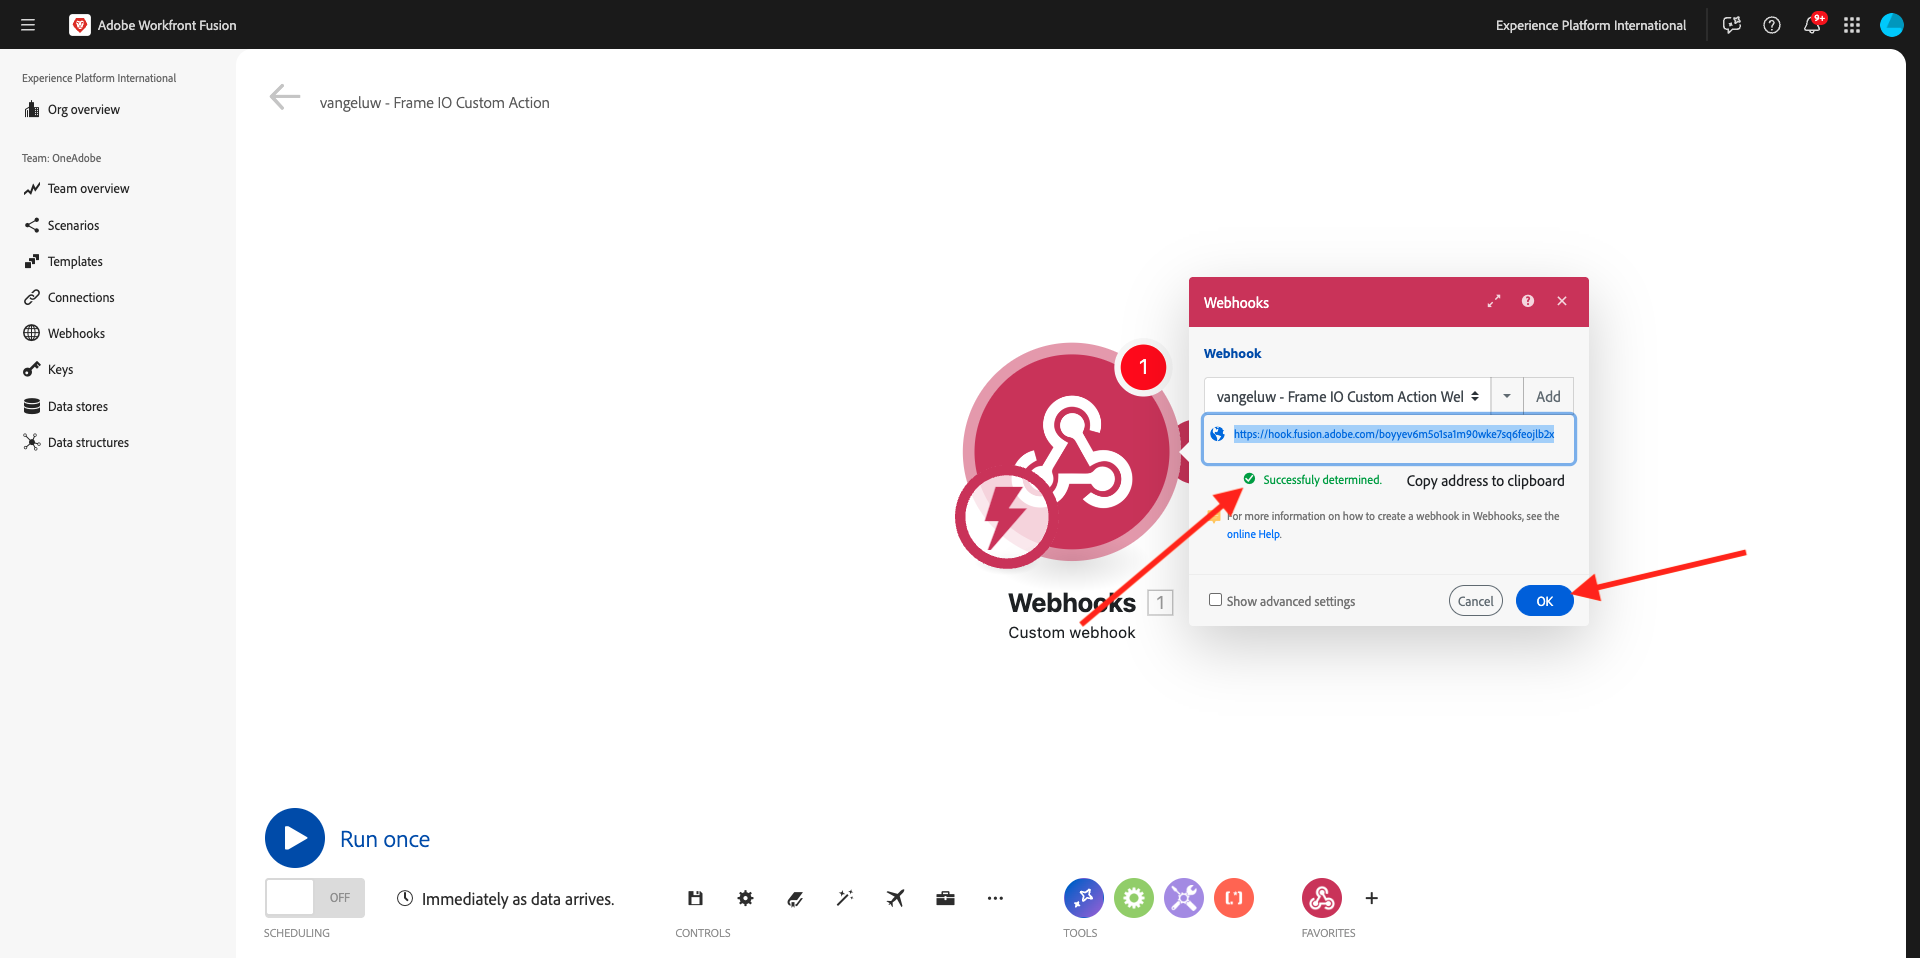 Adobe Workfront Fusion
Experience Platform International
9+
Experience Platform International
Org overview
Team: OneAdobe
Team overview
Scenarios
Templates
Connections
Webhooks
Keys
Data stores
Data structures
vangeluw - Frame IO Custom Action
1
Webhooks 1
Custom webhook
Webhooks
Webhook
vangeluw - Frame IO Custom Action Wel
Add
https://hook.fusion.adobe.com/boyyev6m5o1sa1m90wke7sq6feojlb2x
Successfuly determined.
Copy address to clipboard
For more information on how to create a webhook in Webhooks, see the
online Help.
Show advanced settings
Cancel
OK
Run once
OFF
Immediately as data arrives.
SCHEDULING
CONTROLS
TOOLS
FAVORITES